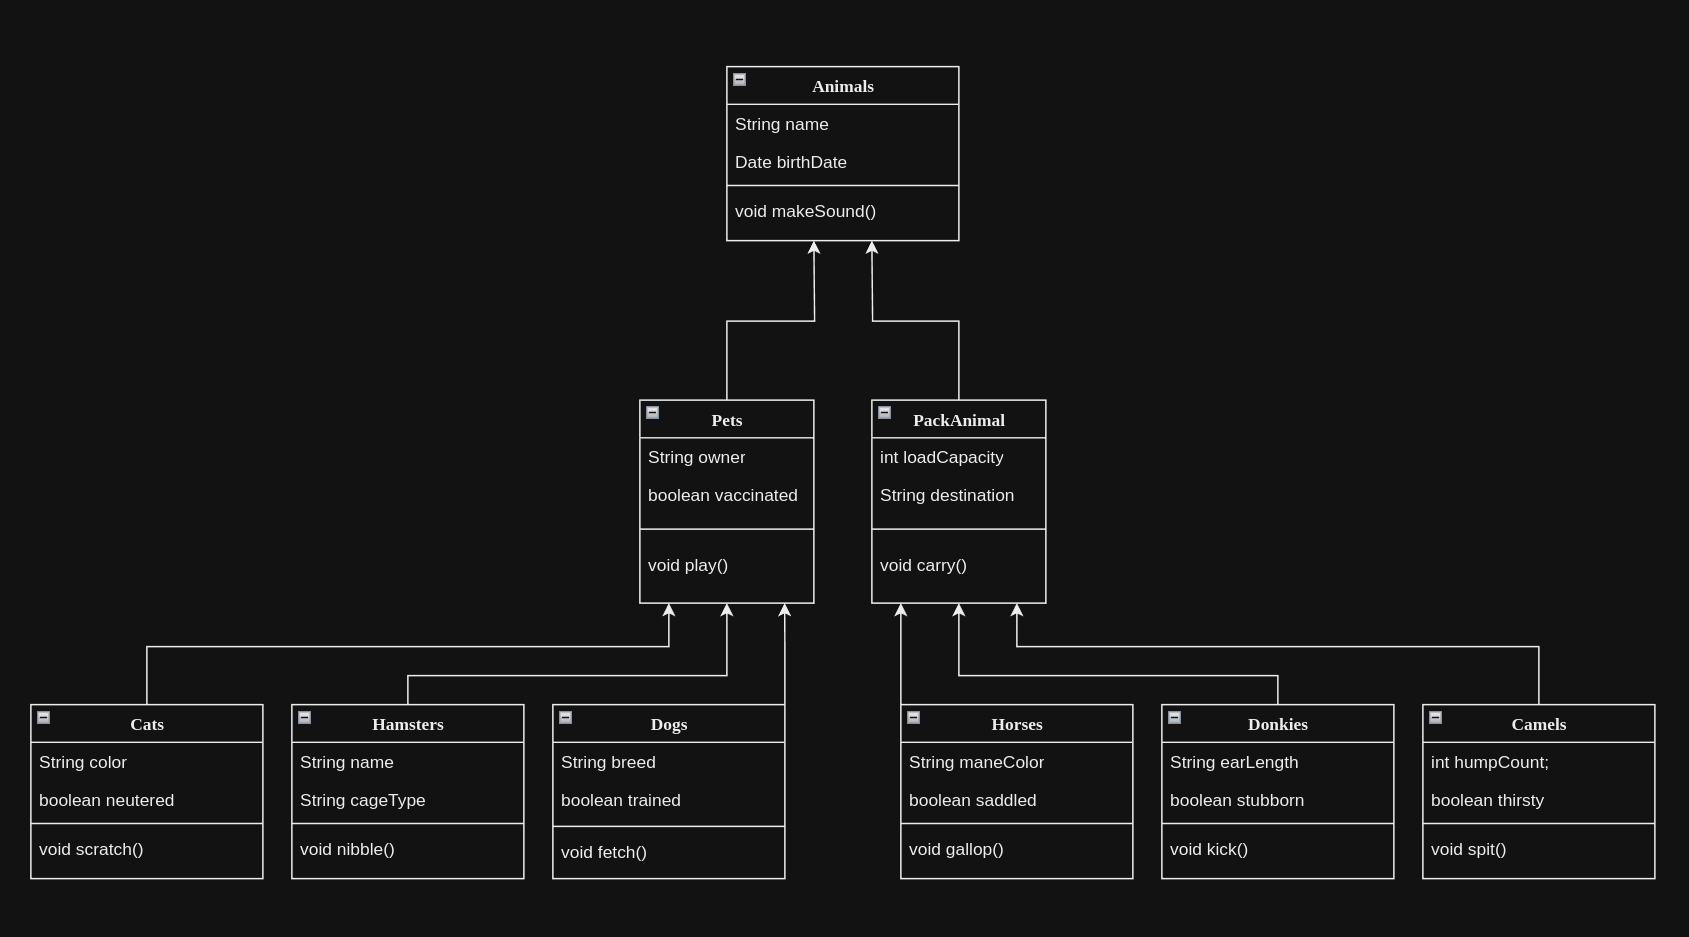 Animals
String name
Date birthDate
void makeSound()
Pets
String owner
boolean vaccinated
void play()
PackAnimal
int loadCapacity
String destination
void carry()
Cats
String color
boolean neutered
void scratch()
Hamsters
String name
String cageType
void nibble()
Dogs
String breed
boolean trained
void fetch()
Horses
String maneColor
boolean saddled
void gallop()
Donkies
String earLength
boolean stubborn
void kick()
Camels
int humpCount;
boolean thirsty
void spit()